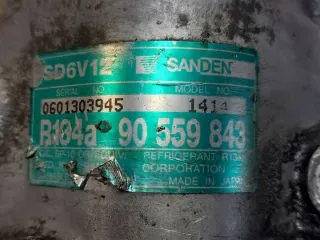 SD6V12 SANDEN
SERIAL NO. MODEL NO.
0601303945 1414
R134a 90 559 843
REFRIGERANT
CORPORATION
MADE IN JAPAN